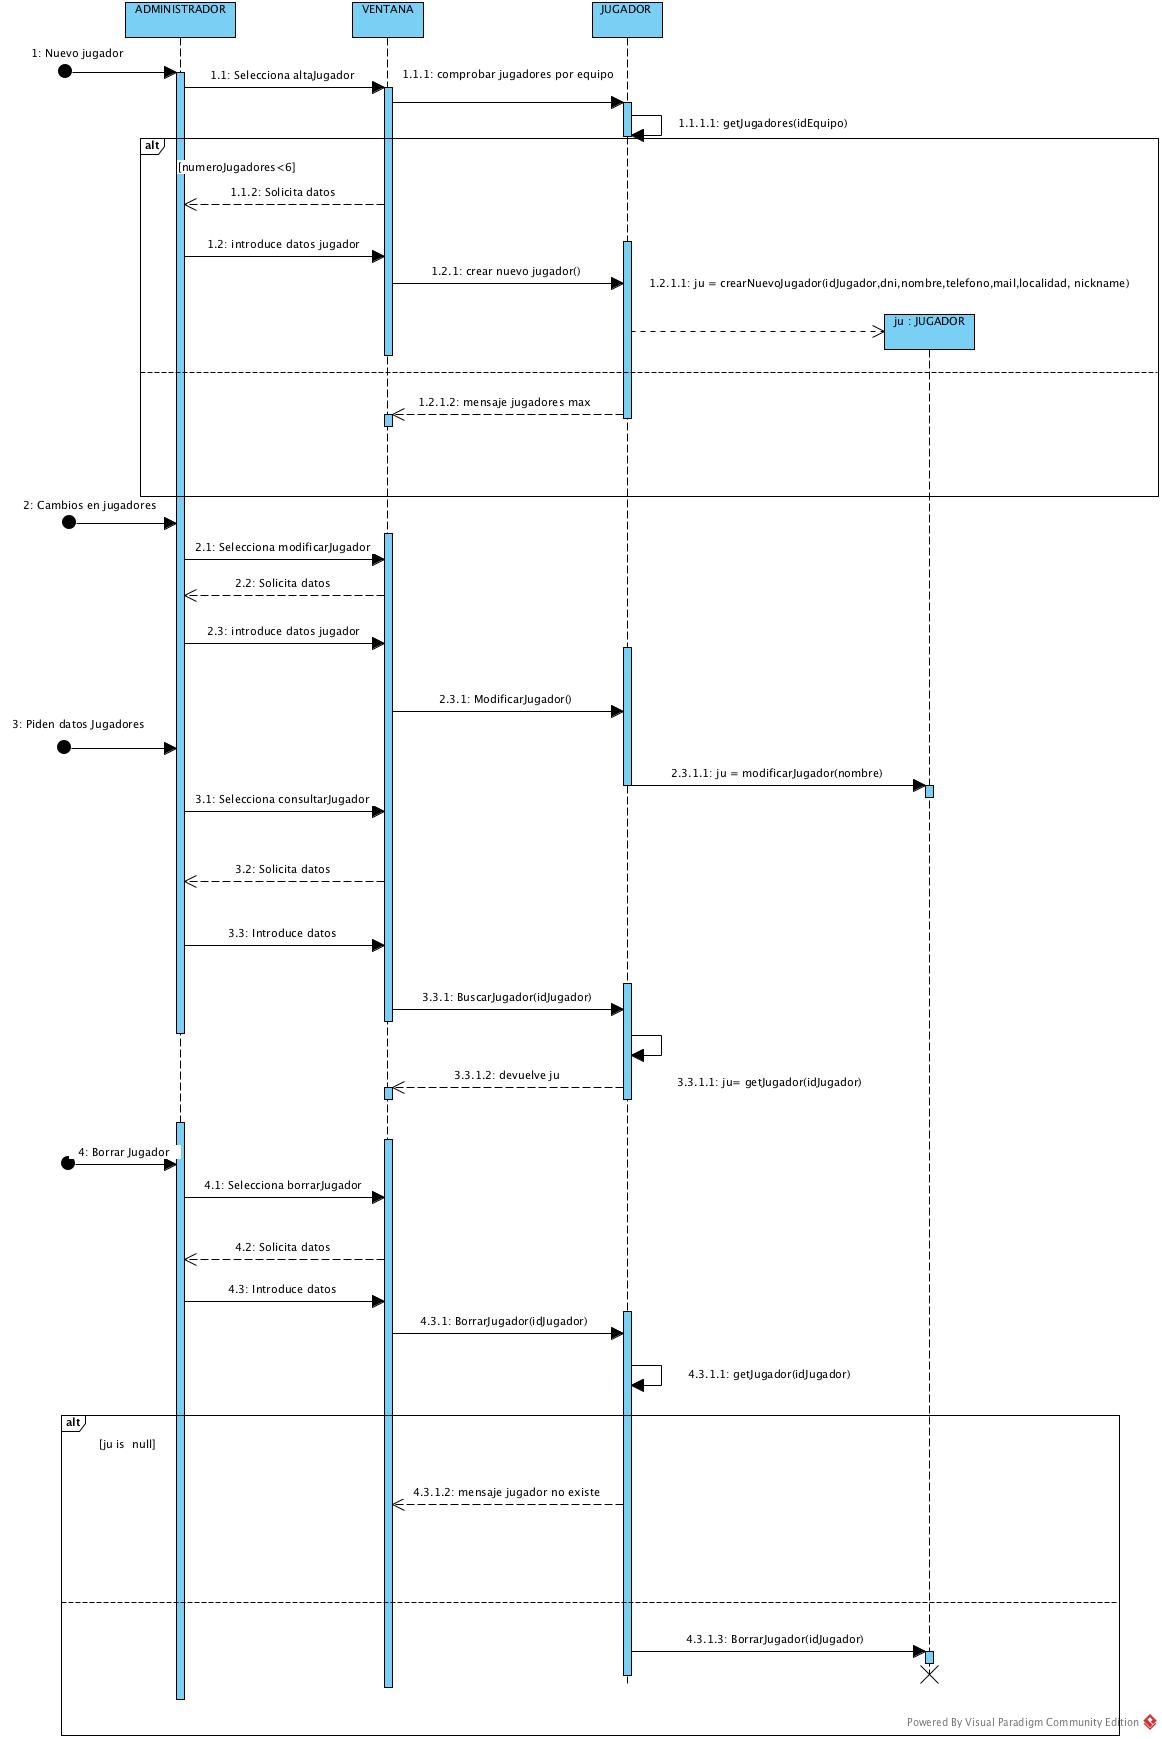 ADMINISTRADOR
VENTANA
JUGADOR
1: Nuevo jugador
1.1: Selecciona altaJugador
1.1.1: comprobar jugadores por equipo
1.1.1.1: getJugadores(idEquipo)
alt
[numeroJugadores<6]
1.1.2: Solicita datos
1.2: introduce datos jugador
1.2.1: crear nuevo jugador()
1.2.1.1: ju = crearNuevoJugador(idJugador,dni,nombre,telefono,mail,localidad, nickname)
ju : JUGADOR
1.2.1.2: mensaje jugadores max
2: Cambios en jugadores
2.1: Selecciona modificarJugador
2.2: Solicita datos
2.3: introduce datos jugador
2.3.1: ModificarJugador()
3: Piden datos Jugadores
2.3.1.1: ju = modificarJugador(nombre)
3.1: Selecciona consultarJugador
3.2: Solicita datos
3.3: Introduce datos
3.3.1: BuscarJugador(idJugador)
3.3.1.2: devuelve ju
3.3.1.1: ju= getJugador(idJugador)
4: Borrar Jugador
4.1: Selecciona borrarJugador
4.2: Solicita datos
4.3: Introduce datos
4.3.1: BorrarJugador(idJugador)
4.3.1.1: getJugador(idJugador)
alt
[ju is  null]
4.3.1.2: mensaje jugador no existe
4.3.1.3: BorrarJugador(idJugador)
Powered By Visual Paradigm Community Edition